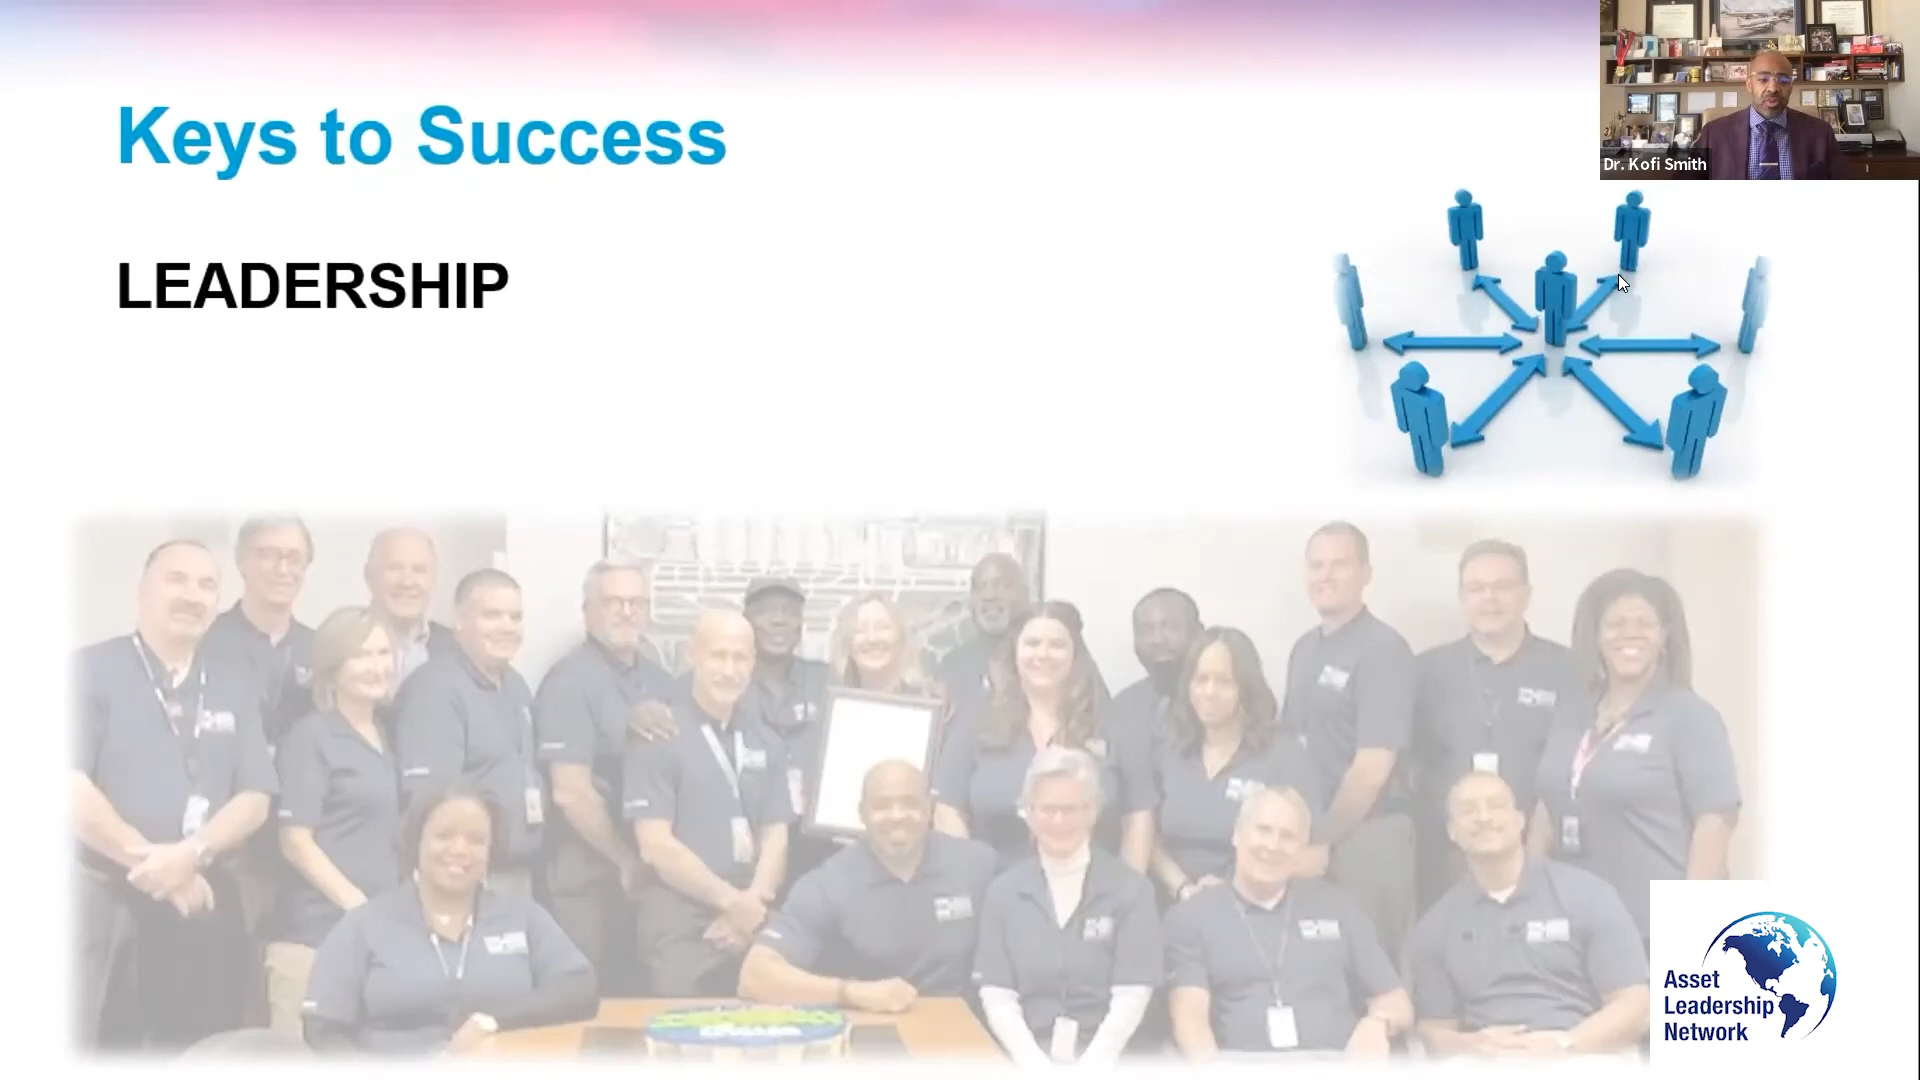 Keys to Success
Dr. Kofi Smith
LEADERSHIP
Asset
Leadership
Network